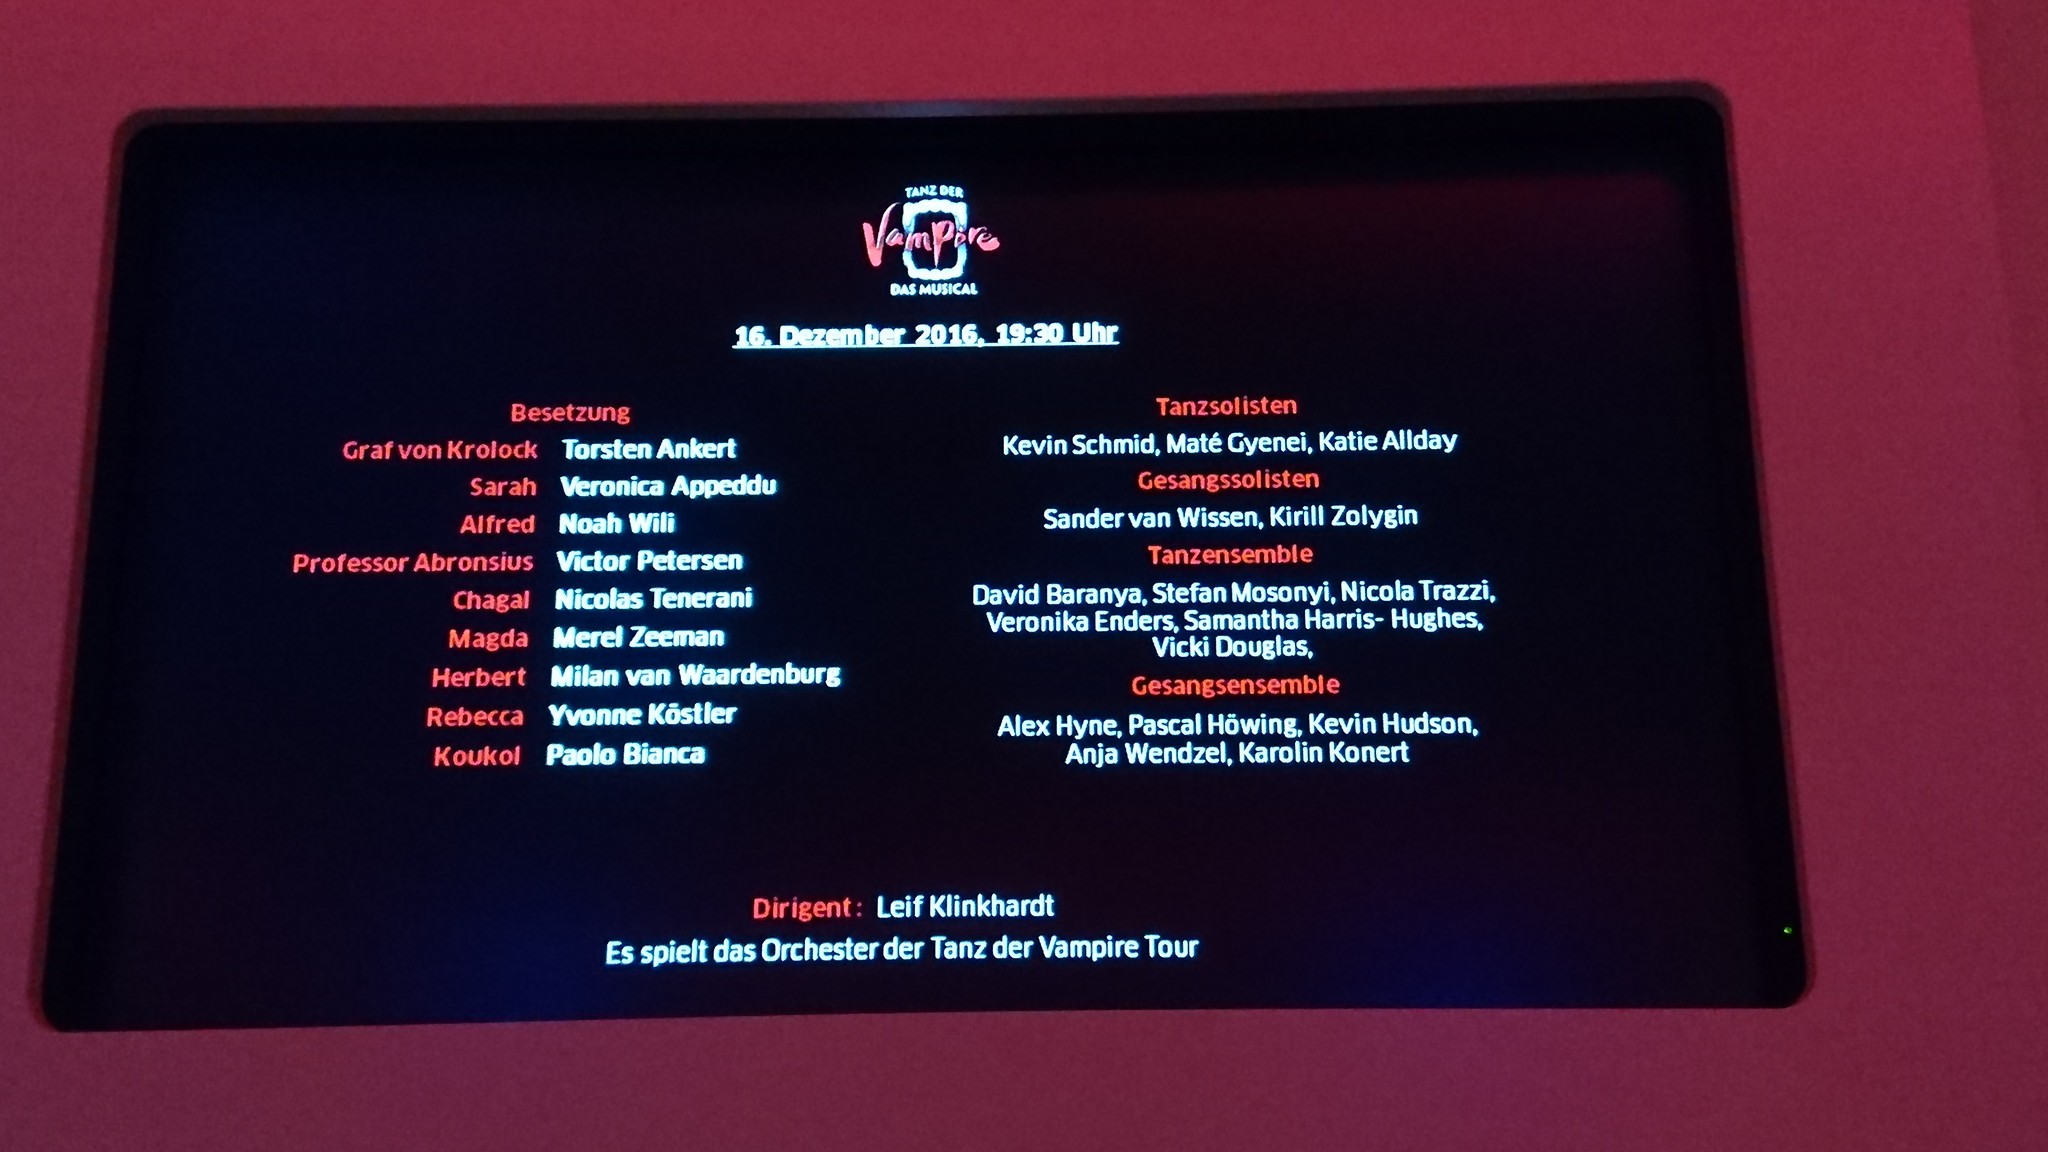 TANZ DER
Vampire
DAS MUSICAL
16. Dezember 2016, 19:30 Uhr
Besetzung
Graf von Krolock Torsten Ankert
Sarah Veronica Appeddu
Alfred Noah Wili
Professor Abronsius Victor Petersen
Chagal Nicolas Tenerani
Magda Merel Zeeman
Herbert Milan van Waardenburg
Rebecca Yvonne Köstler
Koukol Paolo Bianca
Tanzsolisten
Kevin Schmid, Maté Gyenei, Katie Allday
Gesangssolisten
Sander van Wissen, Kirill Zolygin
Tanzensemble
David Baranya, Stefan Mosonyi, Nicola Trazzi,
Veronika Enders, Samantha Harris- Hughes,
Vicki Douglas,
Gesangsensemble
Alex Hyne, Pascal Höwing, Kevin Hudson,
Anja Wendzel, Karolin Konert
Dirigent: Leif Klinkhardt
Es spielt das Orchester der Tanz der Vampire Tour